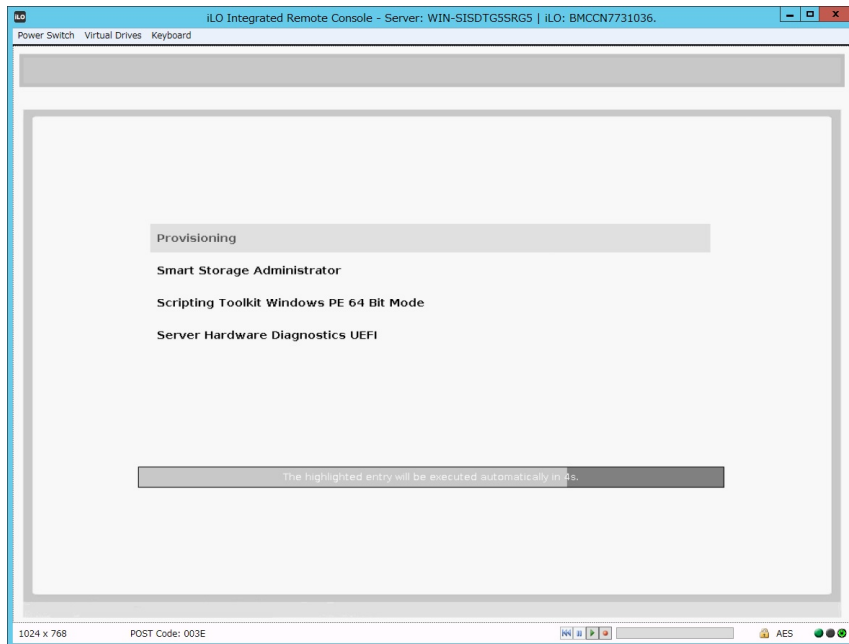 iLO
iLO Integrated Remote Console - Server: WIN-SISDTG5SRG5 | iLO: BMCCN7731036.
Power Switch Virtual Drives Keyboard
Provisioning
Smart Storage Administrator
Scripting Toolkit Windows PE 64 Bit Mode
Server Hardware Diagnostics UEFI
The highlighted entry will be executed automatically in 4s.
1024 x 768 POST Code: 003E AES